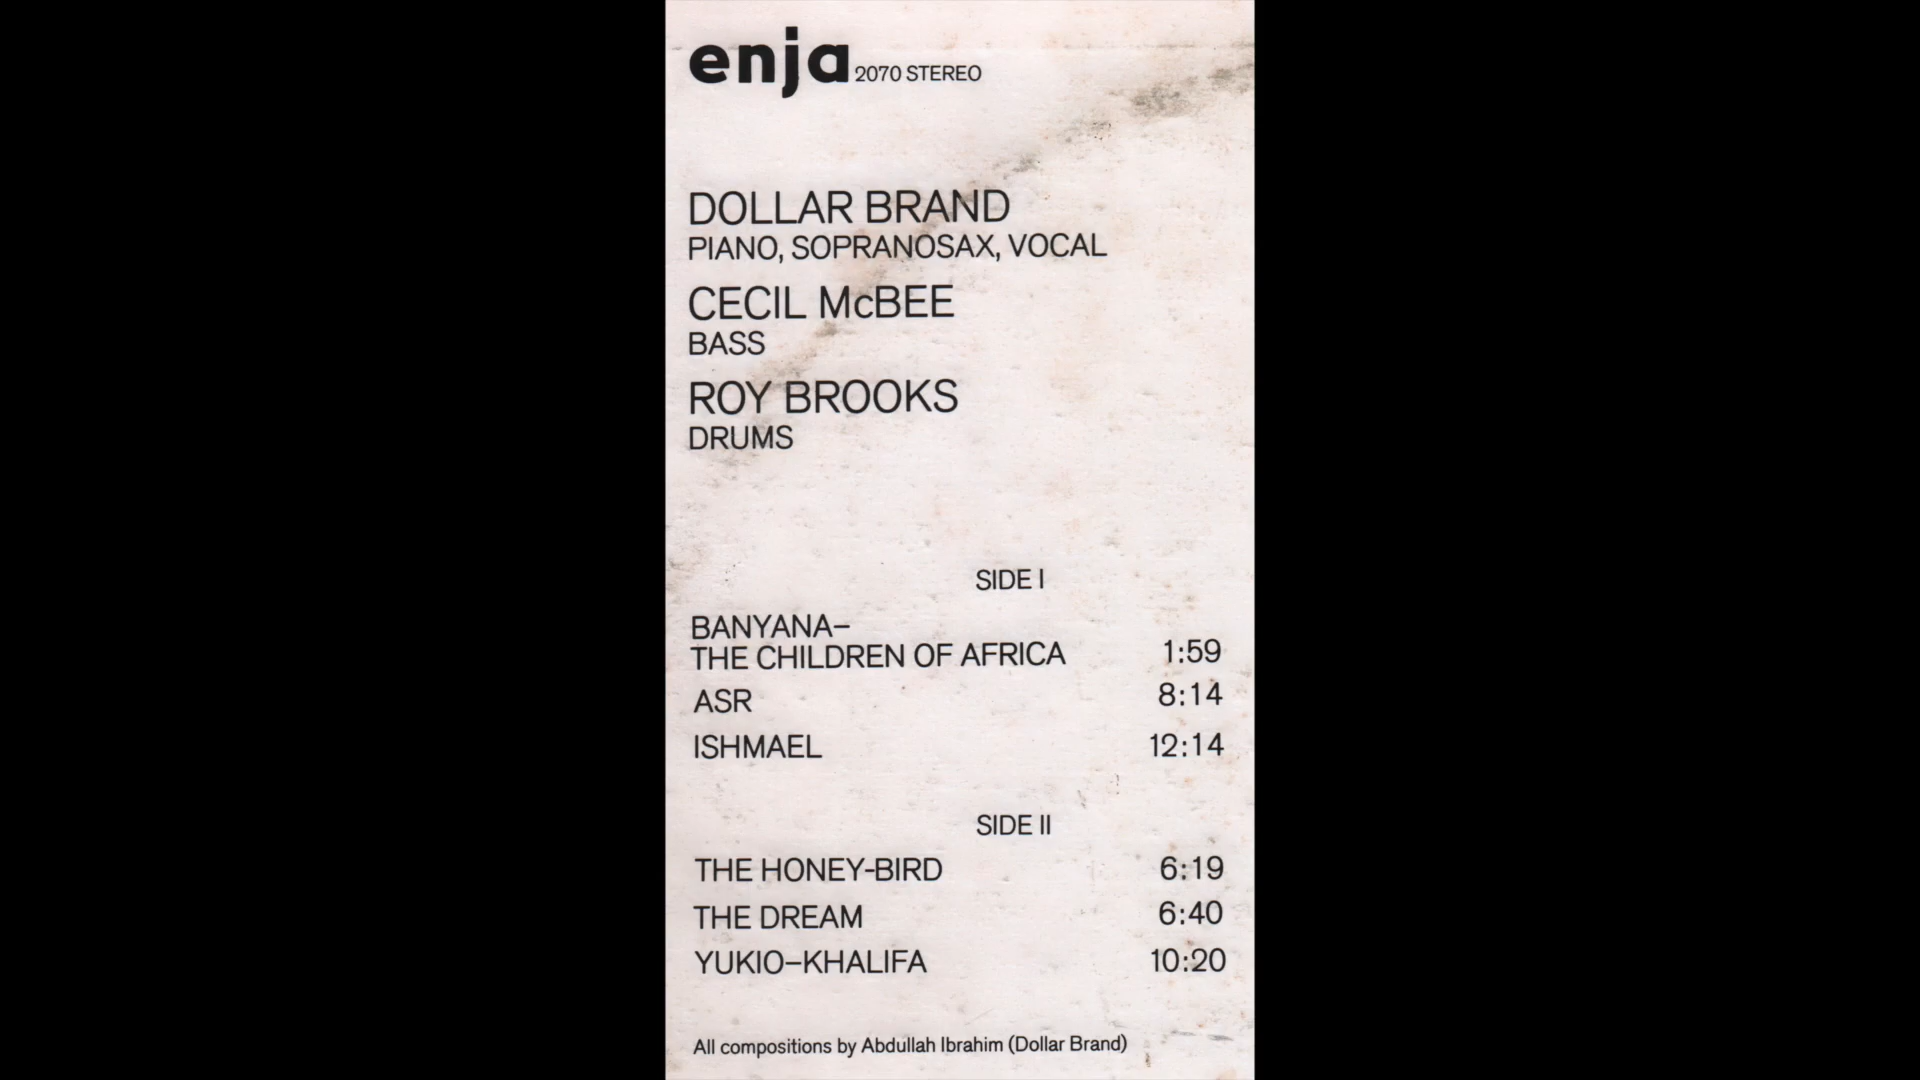 enja 2070 STEREO
DOLLAR BRAND
PIANO, SOPRANOSAX, VOCAL
CECIL McBEE
BASS
ROY BROOKS
DRUMS
SIDE I
BANYANA–
THE CHILDREN OF AFRICA 1:59
ASR 8:14
ISHMAEL 12:14
SIDE II
THE HONEY-BIRD 6:19
THE DREAM 6:40
YUKIO–KHALIFA 10:20
All compositions by Abdullah Ibrahim (Dollar Brand)